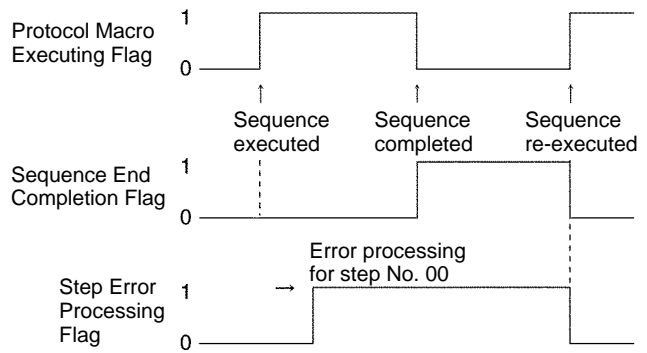 Protocol Macro
Executing Flag
1
0
Sequence
executed
Sequence
completed
Sequence
re-executed
Sequence End
Completion Flag
1
0
Error processing
for step No. 00
Step Error
Processing
Flag
→
1
0